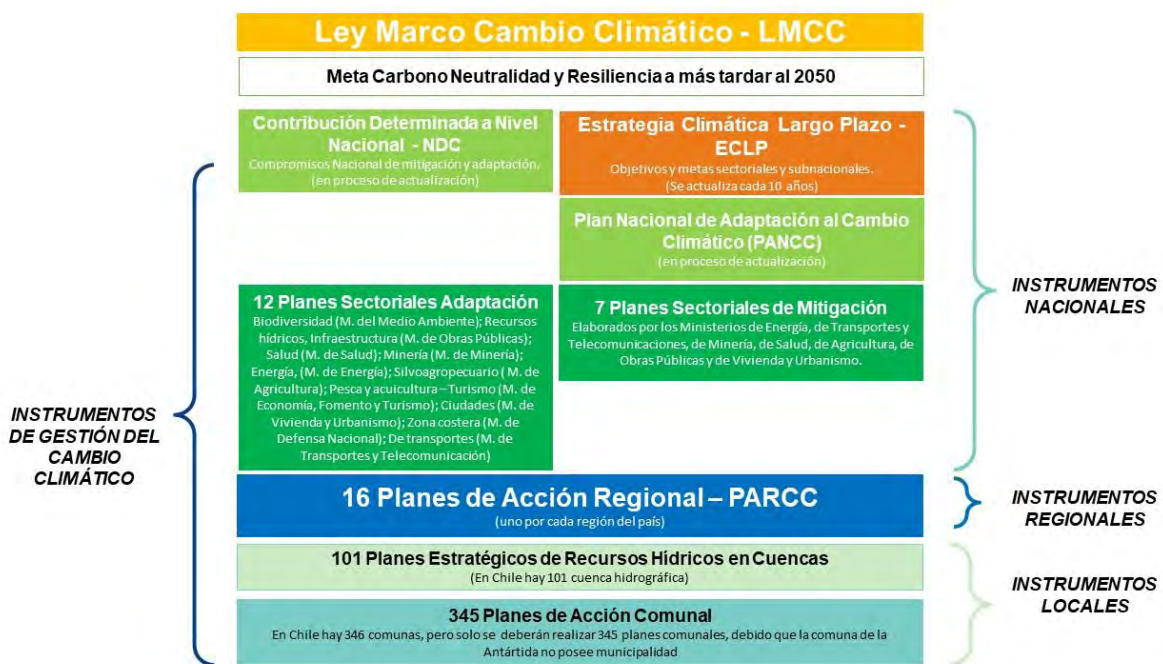 Ley Marco Cambio Climático - LMCC
Meta Carbono Neutralidad y Resiliencia a más tardar al 2050
Contribución Determinada a Nivel
Nacional - NDC
Compromisos Nacional de mitigación y adaptación.
(en proceso de actualización)
Estrategia Climática Largo Plazo -
ECLP
Objetivos y metas sectoriales y subnacionales.
(Se actualiza cada 10 años)
Plan Nacional de Adaptación al Cambio
Climático (PANCC)
(en proceso de actualización)
12 Planes Sectoriales Adaptación
Biodiversidad (M. del Medio Ambiente); Recursos
hídricos, Infraestructura (M. de Obras Públicas);
Salud (M. de Salud); Minería (M. de Minería);
Energía, (M. de Energía); Silvoagropecuario ( M. de
Agricultura); Pesca y acuicultura – Turismo (M. de
Economía, Fomento y Turismo); Ciudades (M. de
Vivienda y Urbanismo); Zona costera (M. de
Defensa Nacional); De transportes (M. de
Transportes y Telecomunicación)
7 Planes Sectoriales de Mitigación
Elaborados por los Ministerios de Energía, de Transportes y
Telecomunicaciones, de Minería, de Salud, de Agricultura, de
Obras Públicas y de Vivienda y Urbanismo.
INSTRUMENTOS
NACIONALES
INSTRUMENTOS
DE GESTIÓN DEL
CAMBIO
CLIMÁTICO
16 Planes de Acción Regional – PARCC
(uno por cada región del país)
INSTRUMENTOS
REGIONALES
101 Planes Estratégicos de Recursos Hídricos en Cuencas
(En Chile hay 101 cuenca hidrográfica)
345 Planes de Acción Comunal
En Chile hay 346 comunas, pero solo se deberán realizar 345 planes comunales, debido que la comuna de la
Antártida no posee municipalidad
INSTRUMENTOS
LOCALES